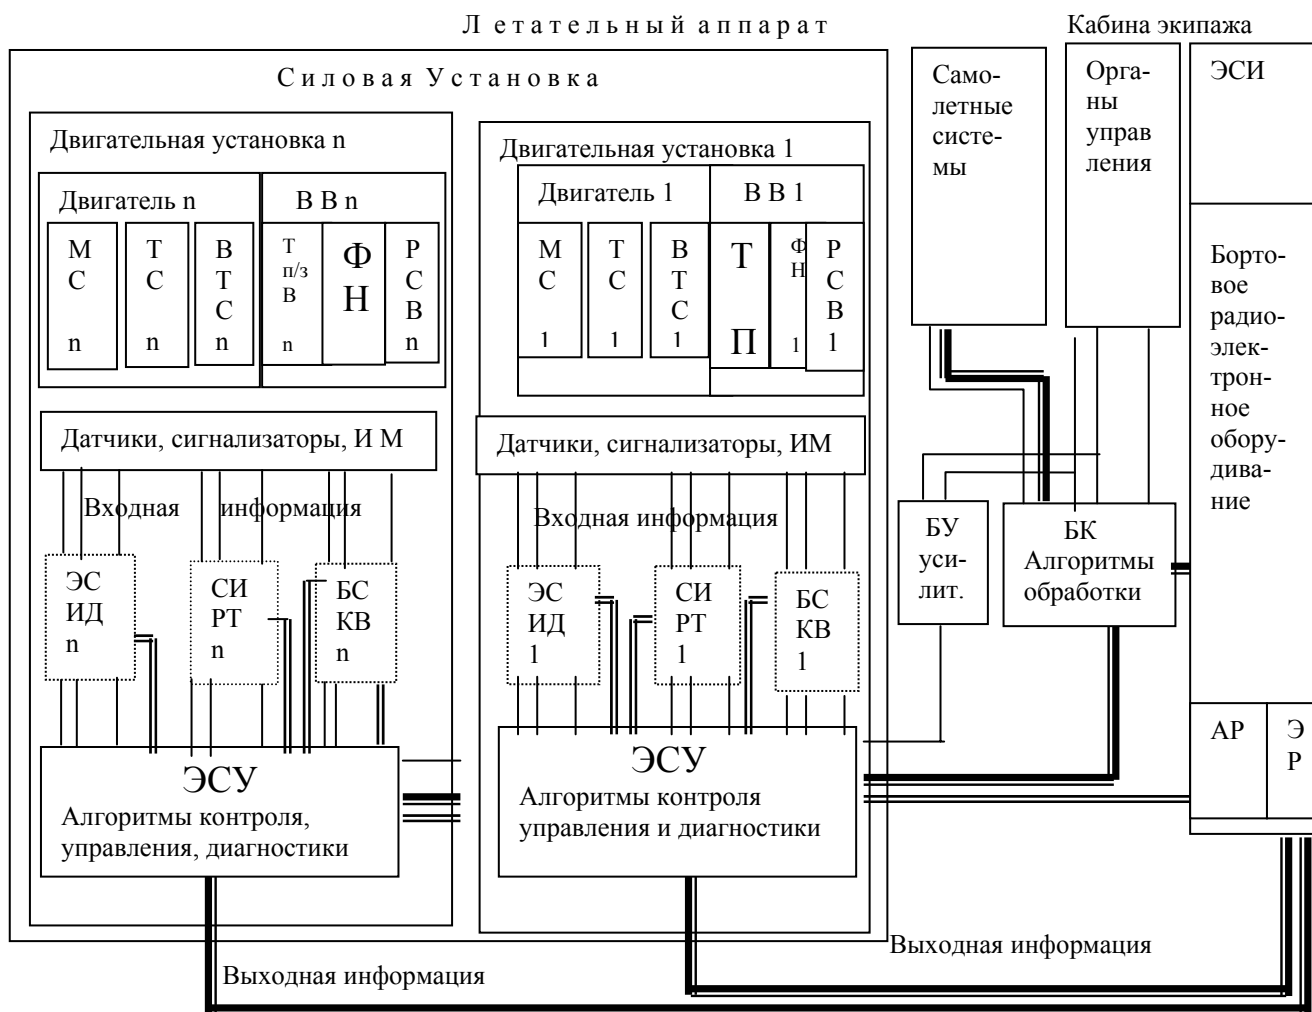 Л е т а т е л ь н ы й а п п а р а т
Кабина экипажа
С и л о в а я У с т а н о в к а
Само-
летные
систе-
мы
Орга-
ны
управ
ления
ЭСИ
Двигательная установка n
Двигатель n
В В n
М
С
n
Т
С
n
В
Т
С
n
Т
п/з
В
n
Ф
Н
Р
С
В
n
Двигательная установка 1
Двигатель 1
В В 1
М
С
1
Т
С
1
В
Т
С
1
Т
П
Ф
Н
1
Р
С
В
1
Борто-
вое
радио-
элек-
трон-
ное
обору-
дива-
ние
Датчики, сигнализаторы, И М
Датчики, сигнализаторы, ИМ
Входная информация
Входная информация
ЭС
ИД
n
СИ
РТ
n
БС
КВ
n
ЭС
ИД
1
СИ
РТ
1
БС
КВ
1
БУ
уси-
лит.
БК
Алгоритмы
обработки
АР
Э
Р
ЭСУ
Алгоритмы контроля,
управления, диагностики
ЭСУ
Алгоритмы контроля
управления и диагностики
Выходная информация
Выходная информация